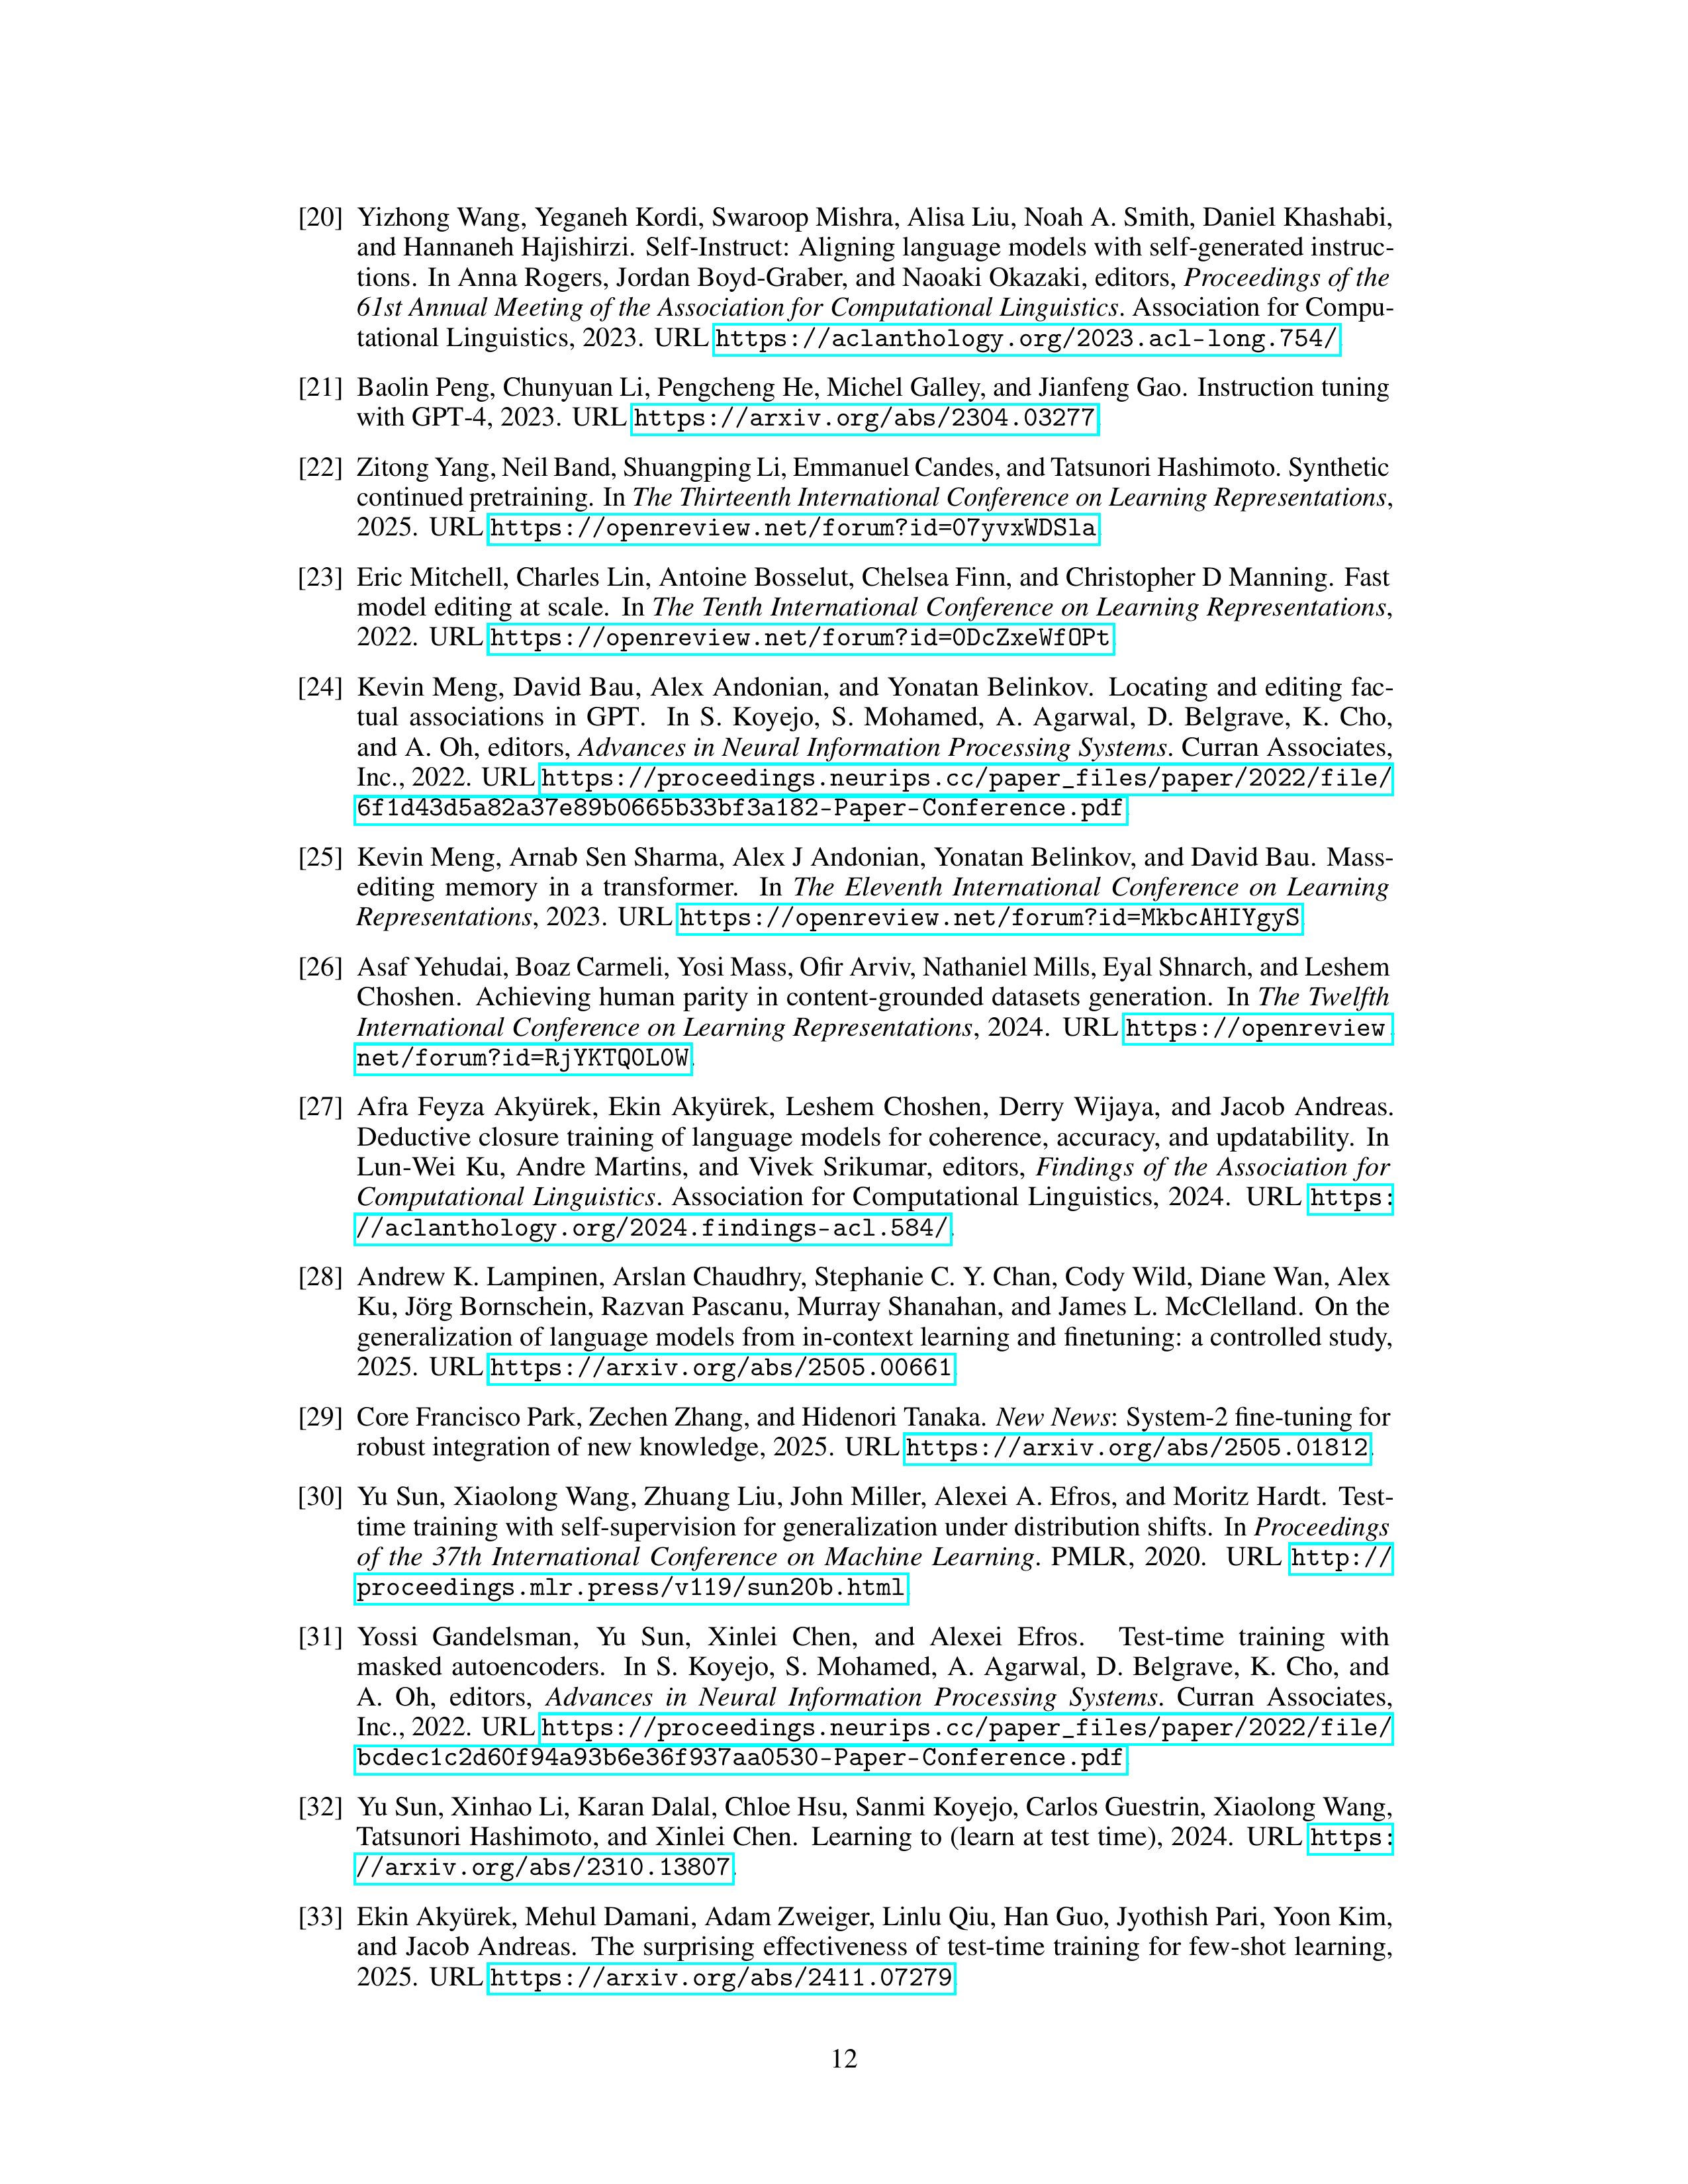 [20] Yizhong Wang, Yeganeh Kordi, Swaroop Mishra, Alisa Liu, Noah A. Smith, Daniel Khashabi,
and Hannaneh Hajishirzi. Self-Instruct: Aligning language models with self-generated instruc-
tions. In Anna Rogers, Jordan Boyd-Graber, and Naoaki Okazaki, editors, Proceedings of the
61st Annual Meeting of the Association for Computational Linguistics. Association for Compu-
tational Linguistics, 2023. URL https://aclanthology.org/2023.acl-long.754/.
[21] Baolin Peng, Chunyuan Li, Pengcheng He, Michel Galley, and Jianfeng Gao. Instruction tuning
with GPT-4, 2023. URL https://arxiv.org/abs/2304.03277.
[22] Zitong Yang, Neil Band, Shuangping Li, Emmanuel Candes, and Tatsunori Hashimoto. Synthetic
continued pretraining. In The Thirteenth International Conference on Learning Representations,
2025. URL https://openreview.net/forum?id=07yvxWDSla.
[23] Eric Mitchell, Charles Lin, Antoine Bosselut, Chelsea Finn, and Christopher D Manning. Fast
model editing at scale. In The Tenth International Conference on Learning Representations,
2022. URL https://openreview.net/forum?id=0DcZxeWfOPt.
[24] Kevin Meng, David Bau, Alex Andonian, and Yonatan Belinkov. Locating and editing fac-
tual associations in GPT. In S. Koyejo, S. Mohamed, A. Agarwal, D. Belgrave, K. Cho,
and A. Oh, editors, Advances in Neural Information Processing Systems. Curran Associates,
Inc., 2022. URL https://proceedings.neurips.cc/paper_files/paper/2022/file/
6f1d43d5a82a37e89b0665b33bf3a182-Paper-Conference.pdf.
[25] Kevin Meng, Arnab Sen Sharma, Alex J Andonian, Yonatan Belinkov, and David Bau. Mass-
editing memory in a transformer. In The Eleventh International Conference on Learning
Representations, 2023. URL https://openreview.net/forum?id=MkbcAHIYgyS.
[26] Asaf Yehudai, Boaz Carmeli, Yosi Mass, Ofir Arviv, Nathaniel Mills, Eyal Shnarch, and Leshem
Choshen. Achieving human parity in content-grounded datasets generation. In The Twelfth
International Conference on Learning Representations, 2024. URL https://openreview.
net/forum?id=RjYKTQ0L0W.
[27] Afra Feyza Akyürek, Ekin Akyürek, Leshem Choshen, Derry Wijaya, and Jacob Andreas.
Deductive closure training of language models for coherence, accuracy, and updatability. In
Lun-Wei Ku, Andre Martins, and Vivek Srikumar, editors, Findings of the Association for
Computational Linguistics. Association for Computational Linguistics, 2024. URL https:
//aclanthology.org/2024.findings-acl.584/.
[28] Andrew K. Lampinen, Arslan Chaudhry, Stephanie C. Y. Chan, Cody Wild, Diane Wan, Alex
Ku, Jörg Bornschein, Razvan Pascanu, Murray Shanahan, and James L. McClelland. On the
generalization of language models from in-context learning and finetuning: a controlled study,
2025. URL https://arxiv.org/abs/2505.00661.
[29] Core Francisco Park, Zechen Zhang, and Hidenori Tanaka. New News: System-2 fine-tuning for
robust integration of new knowledge, 2025. URL https://arxiv.org/abs/2505.01812.
[30] Yu Sun, Xiaolong Wang, Zhuang Liu, John Miller, Alexei A. Efros, and Moritz Hardt. Test-
time training with self-supervision for generalization under distribution shifts. In Proceedings
of the 37th International Conference on Machine Learning. PMLR, 2020. URL http://
proceedings.mlr.press/v119/sun20b.html.
[31] Yossi Gandelsman, Yu Sun, Xinlei Chen, and Alexei Efros. Test-time training with
masked autoencoders. In S. Koyejo, S. Mohamed, A. Agarwal, D. Belgrave, K. Cho, and
A. Oh, editors, Advances in Neural Information Processing Systems. Curran Associates,
Inc., 2022. URL https://proceedings.neurips.cc/paper_files/paper/2022/file/
bcdec1c2d60f94a93b6e36f937aa0530-Paper-Conference.pdf.
[32] Yu Sun, Xinhao Li, Karan Dalal, Chloe Hsu, Sanmi Koyejo, Carlos Guestrin, Xiaolong Wang,
Tatsunori Hashimoto, and Xinlei Chen. Learning to (learn at test time), 2024. URL https:
//arxiv.org/abs/2310.13807.
[33] Ekin Akyürek, Mehul Damani, Adam Zweiger, Linlu Qiu, Han Guo, Jyothish Pari, Yoon Kim,
and Jacob Andreas. The surprising effectiveness of test-time training for few-shot learning,
2025. URL https://arxiv.org/abs/2411.07279.
12